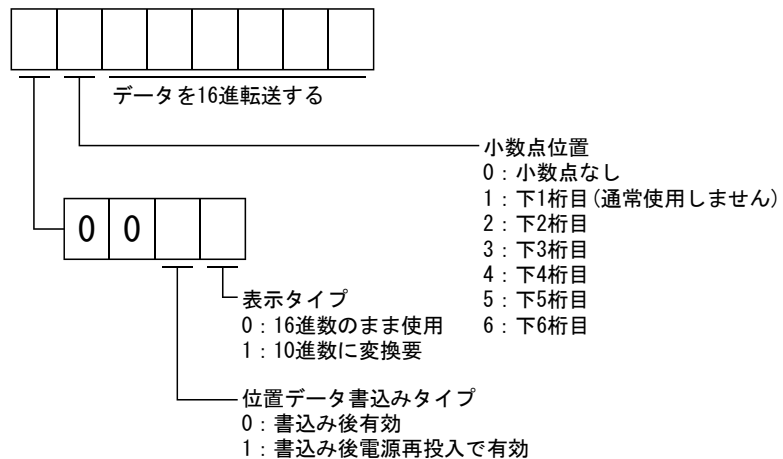 データを16進転送する
小数点位置
0：小数点なし
1：下1桁目(通常使用しません)
2：下2桁目
3：下3桁目
4：下4桁目
5：下5桁目
6：下6桁目
0 0
表示タイプ
0：16進数のまま使用
1：10進数に変換要
位置データ書込みタイプ
0：書込み後有効
1：書込み後電源再投入で有効